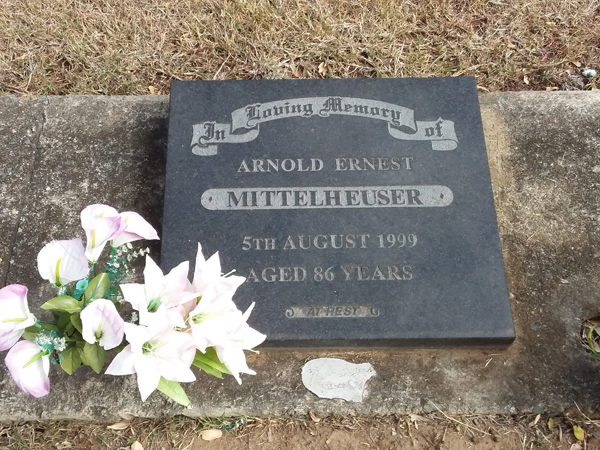 In Loving Memory of
ARNOLD ERNEST
MITTELHEUSER
5TH AUGUST 1999
AGED 86 YEARS
AT REST